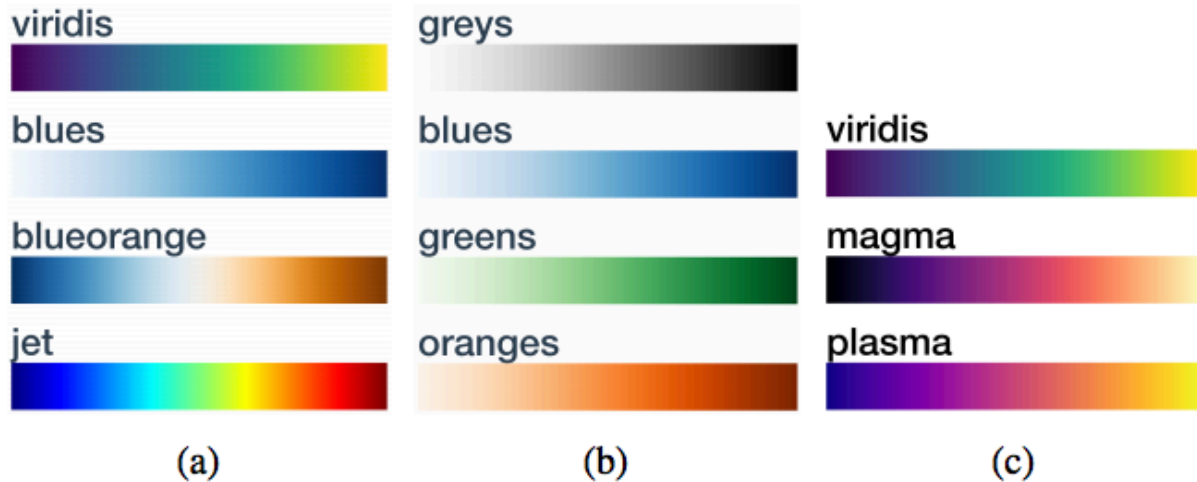 viridis
blues
blueorange
jet
(a)
greys
blues
greens
oranges
(b)
viridis
magma
plasma
(c)